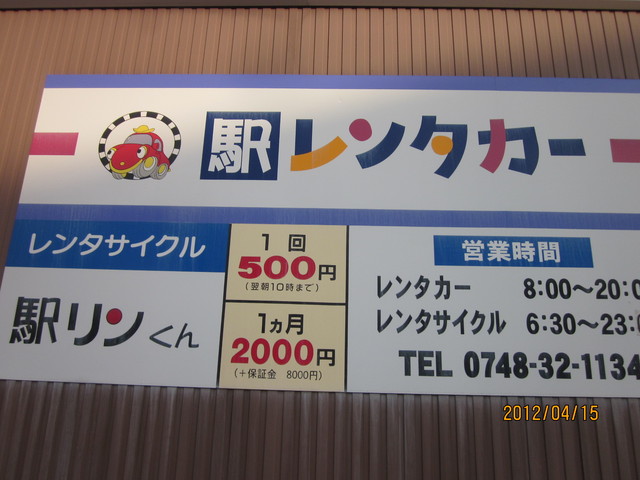 駅レンタカー
レンタサイクル
駅リンくん
1回
500円
(翌朝10時まで)
1ヵ月
2000円
(+保証金 8000円)
営業時間
レンタカー 8:00〜20:0
レンタサイクル 6:30〜23:0
TEL 0748-32-1134
2012/04/15